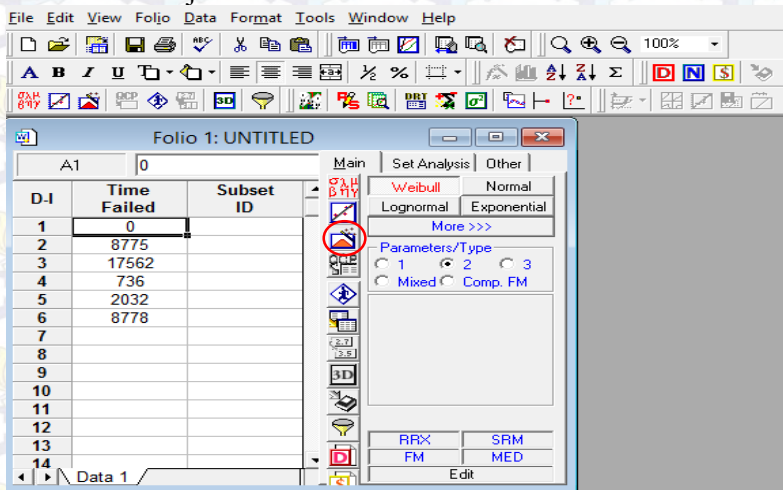 File Edit View Folio Data Format Tools Window Help
100%
A B I U
% Σ D N $
Folio 1: UNTITLED
A1 0
Main Set Analysis Other
D-I Time Failed Subset ID
Weibull Normal
Lognormal Exponential
More >>>
Parameters/Type
1 2 3
Mixed Comp. FM
1 0
2 8775
3 17562
4 736
5 2032
6 8778
7
8
9
10
11
12
13
14
QCP
3D
RRX SRM
FM MED
Edit
Data 1